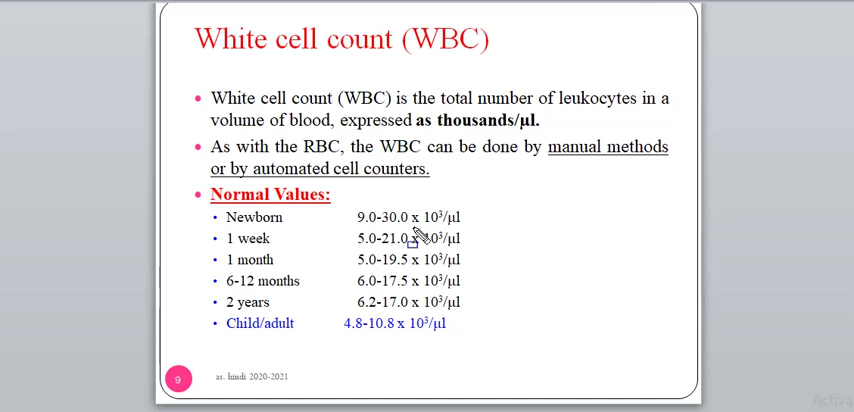 White cell count (WBC)
• White cell count (WBC) is the total number of leukocytes in a
volume of blood, expressed as thousands/µl.
• As with the RBC, the WBC can be done by manual methods
or by automated cell counters.
• Normal Values:
• Newborn 9.0-30.0 x 10³/µl
• 1 week 5.0-21.0 x 10³/µl
• 1 month 5.0-19.5 x 10³/µl
• 6-12 months 6.0-17.5 x 10³/µl
• 2 years 6.2-17.0 x 10³/µl
• Child/adult 4.8-10.8 x 10³/µl
9 as. hindi 2020-2021
Activa